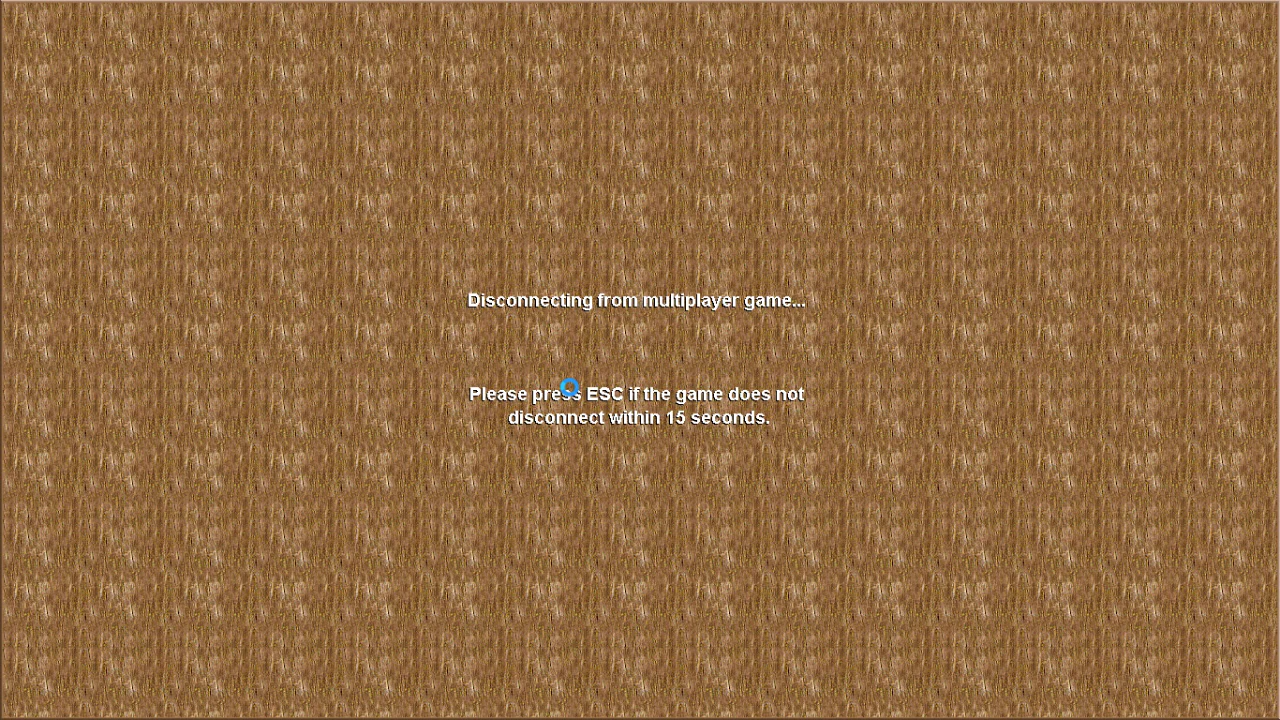 Disconnecting from multiplayer game...
Please press ESC if the game does not
disconnect within 15 seconds.